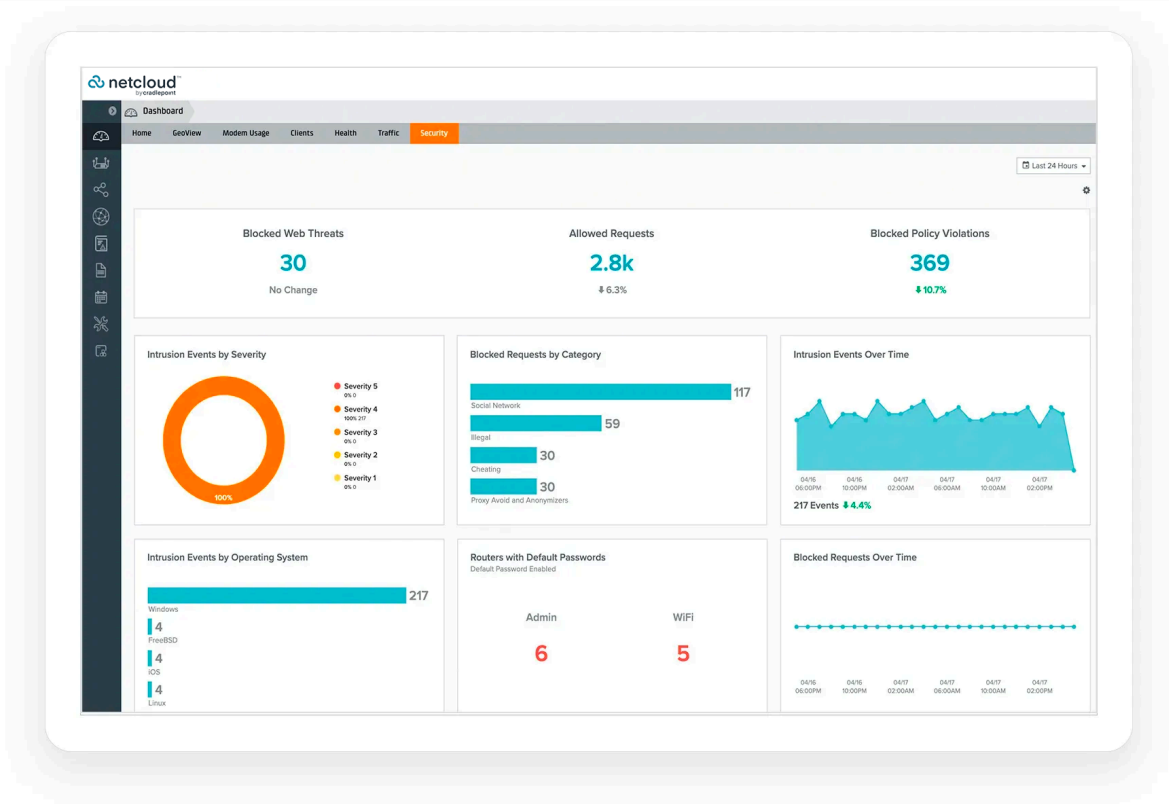 netcloud™
by cradlepoint
Dashboard
Home GeoView Modem Usage Clients Health Traffic Security
Last 24 Hours
Blocked Web Threats
30
No Change
Allowed Requests
2.8k
6.3%
Blocked Policy Violations
369
10.7%
Intrusion Events by Severity
100%
Severity 5
0% 0
Severity 4
100% 217
Severity 3
0% 0
Severity 2
0% 0
Severity 1
0% 0
Blocked Requests by Category
117
Social Network
59
Illegal
30
Cheating
30
Proxy Avoid and Anonymizers
Intrusion Events Over Time
04/16 04/16 04/17 04/17 04/17 04/17
06:00PM 10:00PM 02:00AM 06:00AM 10:00AM 02:00PM
217 Events 4.4%
Intrusion Events by Operating System
217
Windows
4
FreeBSD
4
iOS
4
Linux
Routers with Default Passwords
Default Password Enabled
Admin WiFi
6 5
Blocked Requests Over Time
04/16 04/16 04/17 04/17 04/17 04/17
06:00PM 10:00PM 02:00AM 06:00AM 10:00AM 02:00PM